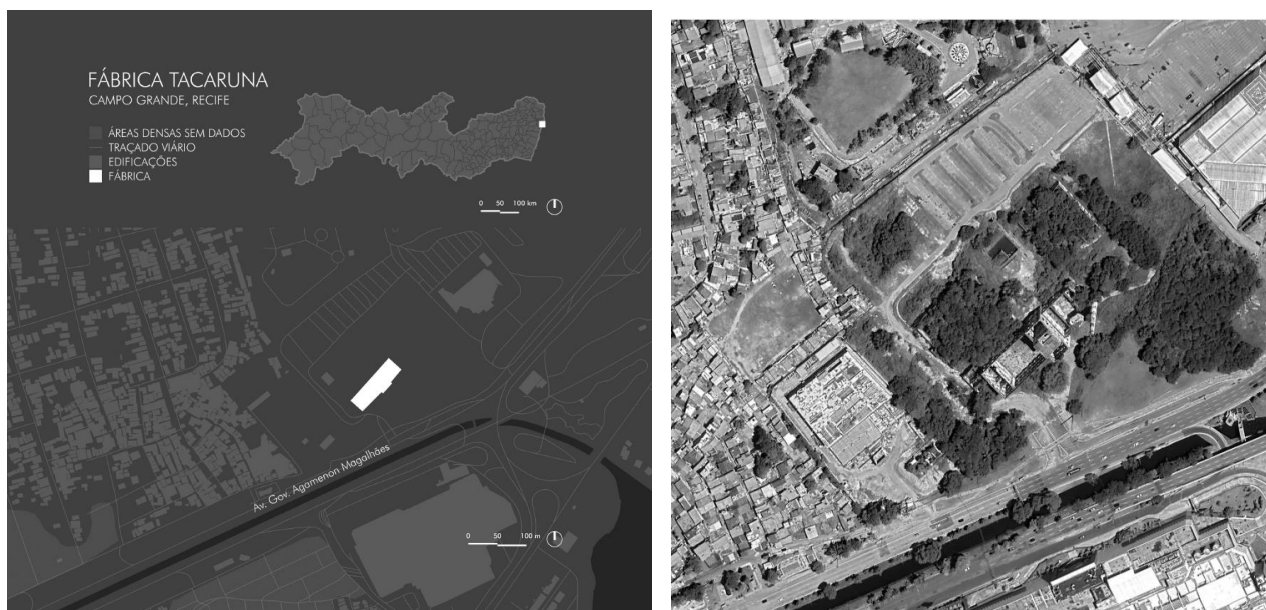 FÁBRICA TACARUNA
CAMPO GRANDE, RECIFE
ÁREAS DENSAS SEM DADOS
TRAÇADO VIÁRIO
EDIFICAÇÕES
FÁBRICA
0 50 100 km
Av. Gov. Agamenon Magalhães
0 50 100 m